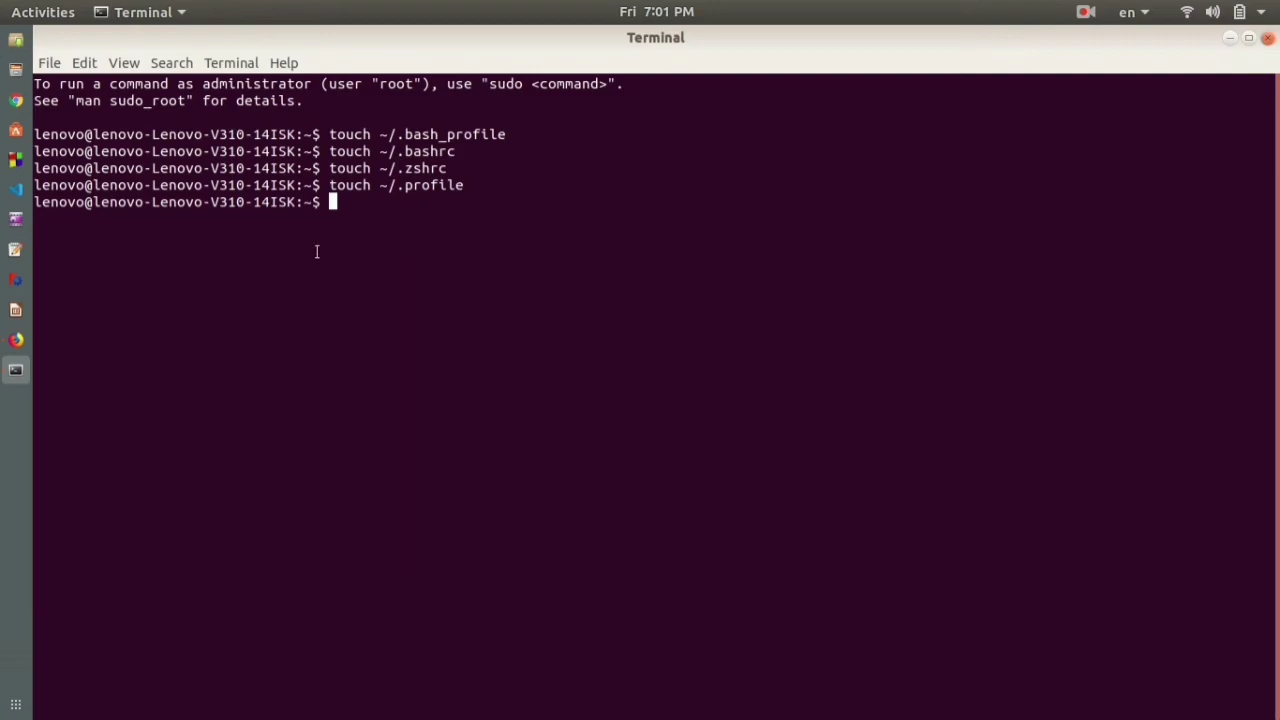 Activities Terminal Fri 7:01 PM en
Terminal
File Edit View Search Terminal Help
To run a command as administrator (user "root"), use "sudo <command>".
See "man sudo_root" for details.
lenovo@lenovo-Lenovo-V310-14ISK:~$ touch ~/.bash_profile
lenovo@lenovo-Lenovo-V310-14ISK:~$ touch ~/.bashrc
lenovo@lenovo-Lenovo-V310-14ISK:~$ touch ~/.zshrc
lenovo@lenovo-Lenovo-V310-14ISK:~$ touch ~/.profile
lenovo@lenovo-Lenovo-V310-14ISK:~$